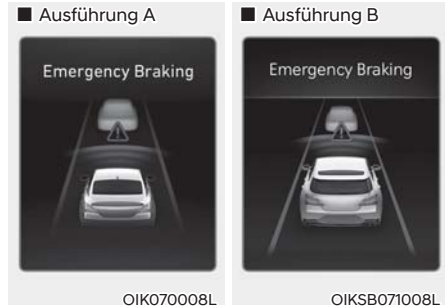 ■ Ausführung A
Emergency Braking
OIK070008L
■ Ausführung B
Emergency Braking
OIKSB071008L